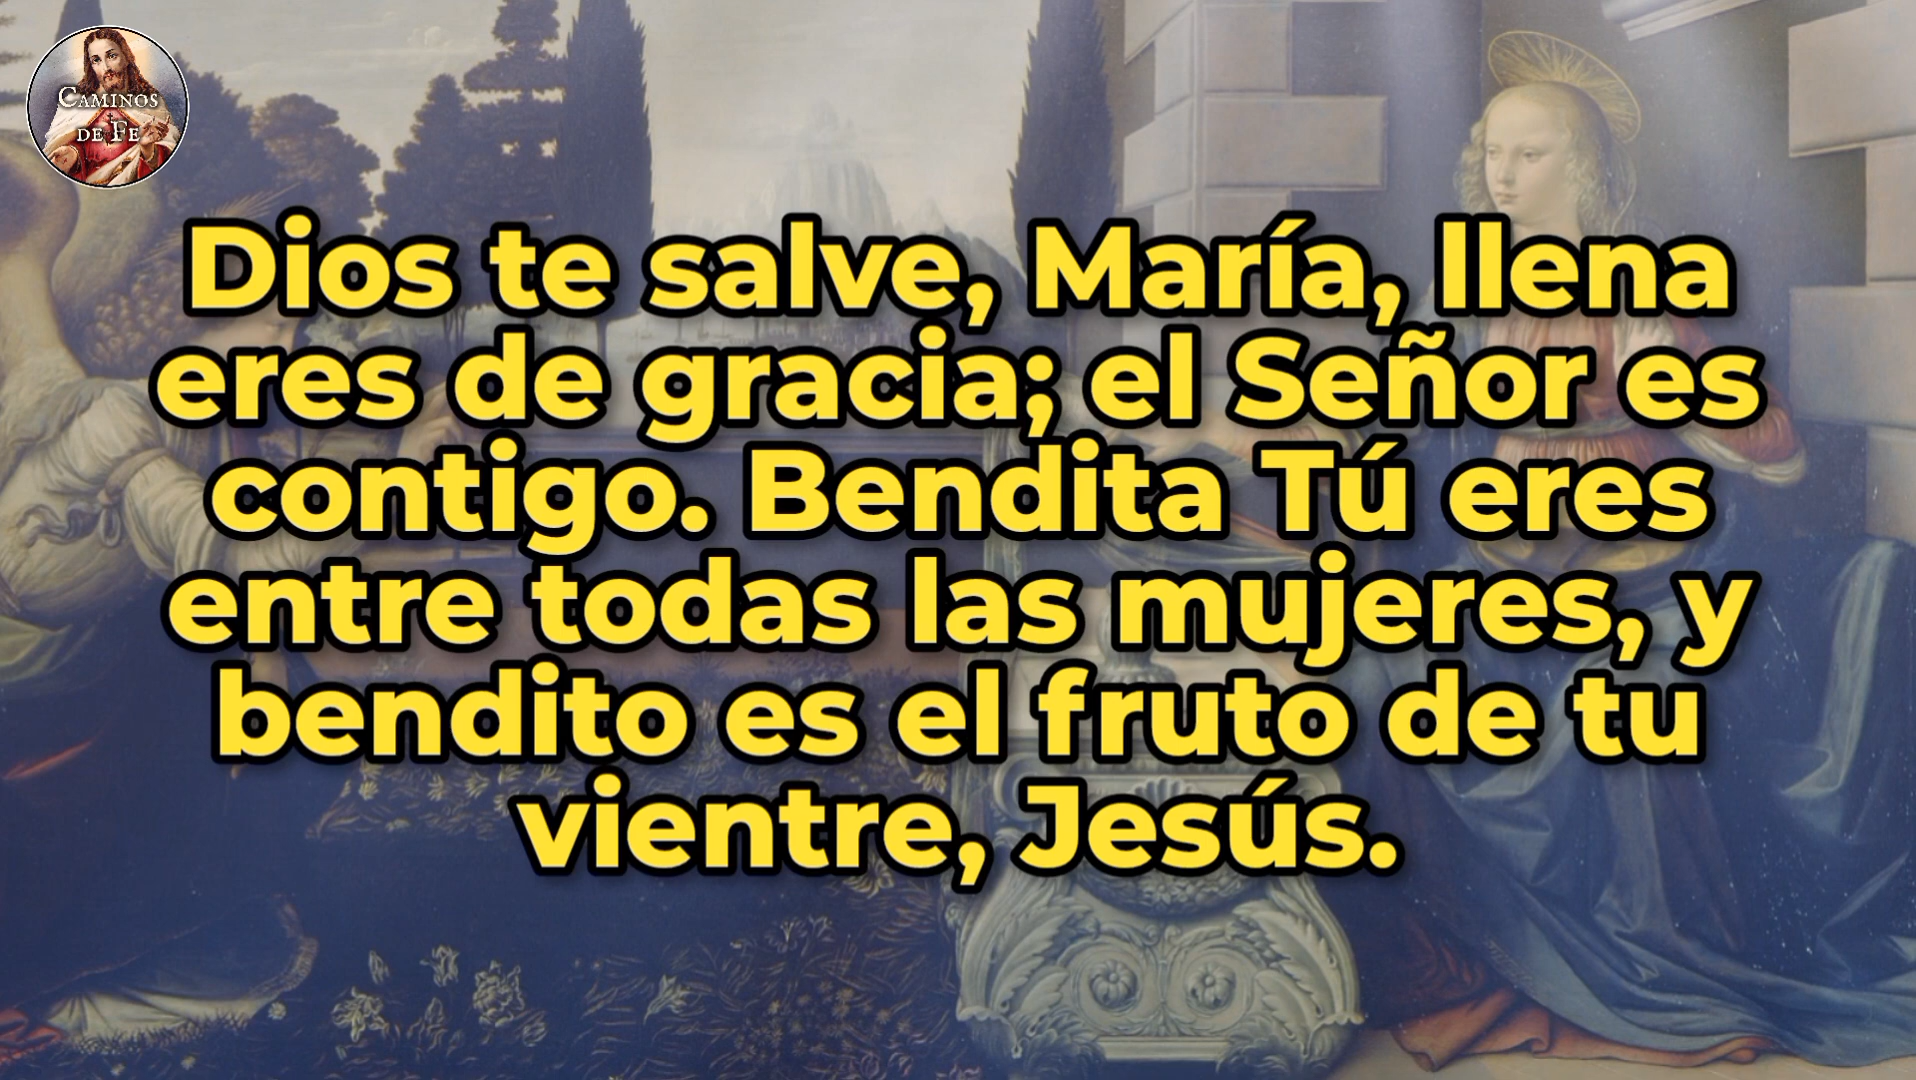 CAMINOS
DE FE
Dios te salve, María, llena
eres de gracia; el Señor es
contigo. Bendita Tú eres
entre todas las mujeres, y
bendito es el fruto de tu
vientre, Jesús.